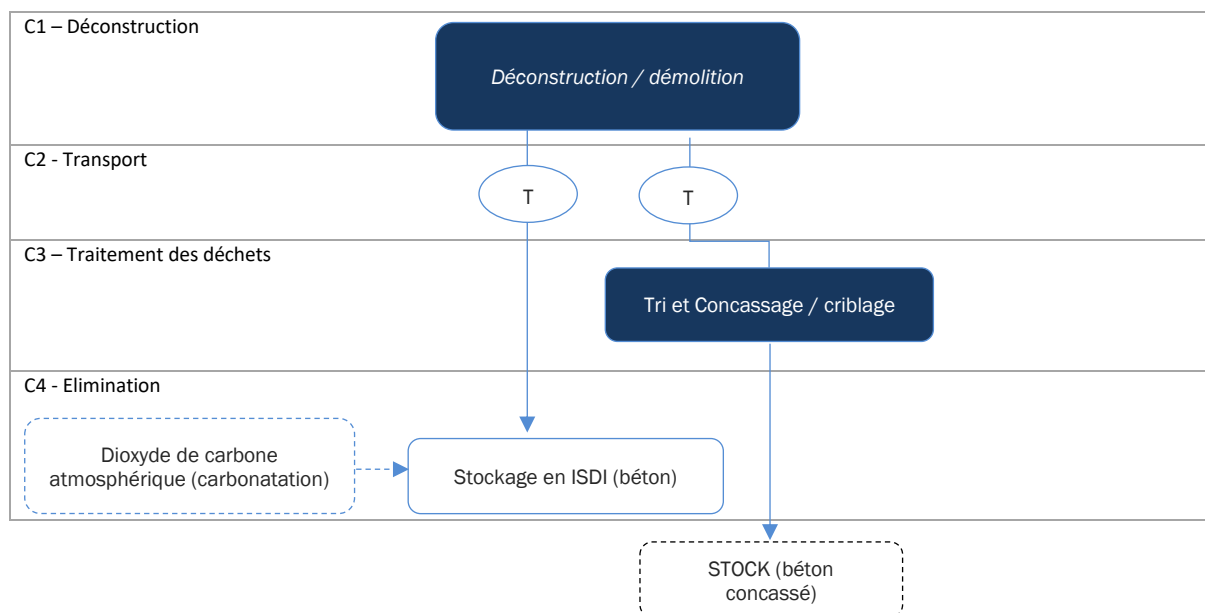 C1 – Déconstruction
Déconstruction / démolition
C2 - Transport
T
T
C3 – Traitement des déchets
Tri et Concassage / criblage
C4 - Elimination
Dioxyde de carbone
atmosphérique (carbonatation)
Stockage en ISDI (béton)
STOCK (béton
concassé)